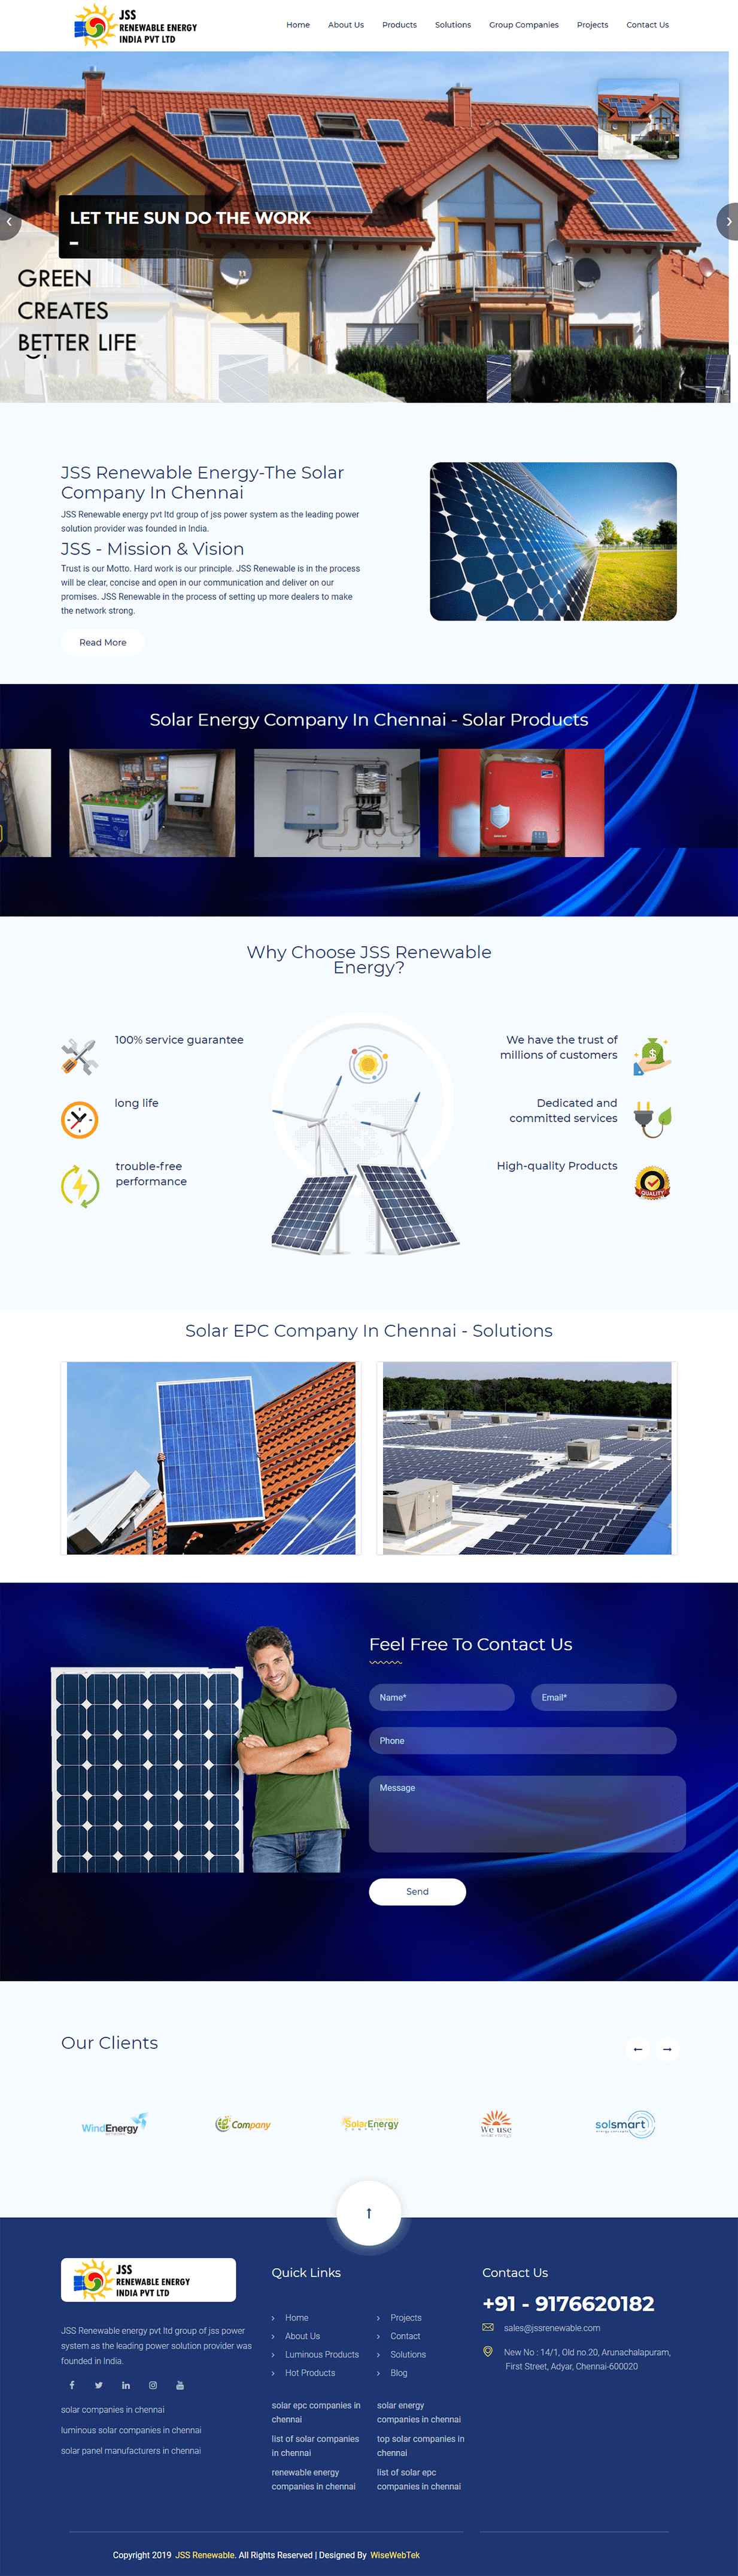 JSS
RENEWABLE ENERGY
INDIA PVT LTD
Home About Us Products Solutions Group Companies Projects Contact Us
LET THE SUN DO THE WORK
GREEN
CREATES
BETTER LIFE
JSS Renewable Energy-The Solar
Company In Chennai
JSS Renewable energy pvt ltd group of jss power system as the leading power
solution provider was founded in India.
JSS - Mission & Vision
Trust is our Motto. Hard work is our principle. JSS Renewable is in the process
will be clear, concise and open in our communication and deliver on our
promises. JSS Renewable in the process of setting up more dealers to make
the network strong.
Read More
Solar Energy Company In Chennai - Solar Products
Why Choose JSS Renewable
Energy?
100% service guarantee
long life
trouble-free
performance
We have the trust of
millions of customers
Dedicated and
committed services
High-quality Products
QUALITY
Solar EPC Company In Chennai - Solutions
Feel Free To Contact Us
Name* Email*
Phone
Message
Send
Our Clients
WindEnergy
Company
SolarEnergy
We use
solsmart
JSS
RENEWABLE ENERGY
INDIA PVT LTD
JSS Renewable energy pvt ltd group of jss power
system as the leading power solution provider was
founded in India.
solar companies in chennai
luminous solar companies in chennai
solar panel manufacturers in chennai
Quick Links
Home
About Us
Luminous Products
Hot Products
Projects
Contact
Solutions
Blog
solar epc companies in
chennai
list of solar companies
in chennai
renewable energy
companies in chennai
solar energy
companies in chennai
top solar companies in
chennai
list of solar epc
companies in chennai
Contact Us
+91 - 9176620182
sales@jssrenewable.com
New No : 14/1, Old no.20, Arunachalapuram,
First Street, Adyar, Chennai-600020
Copyright 2019 JSS Renewable. All Rights Reserved | Designed By WiseWebTek